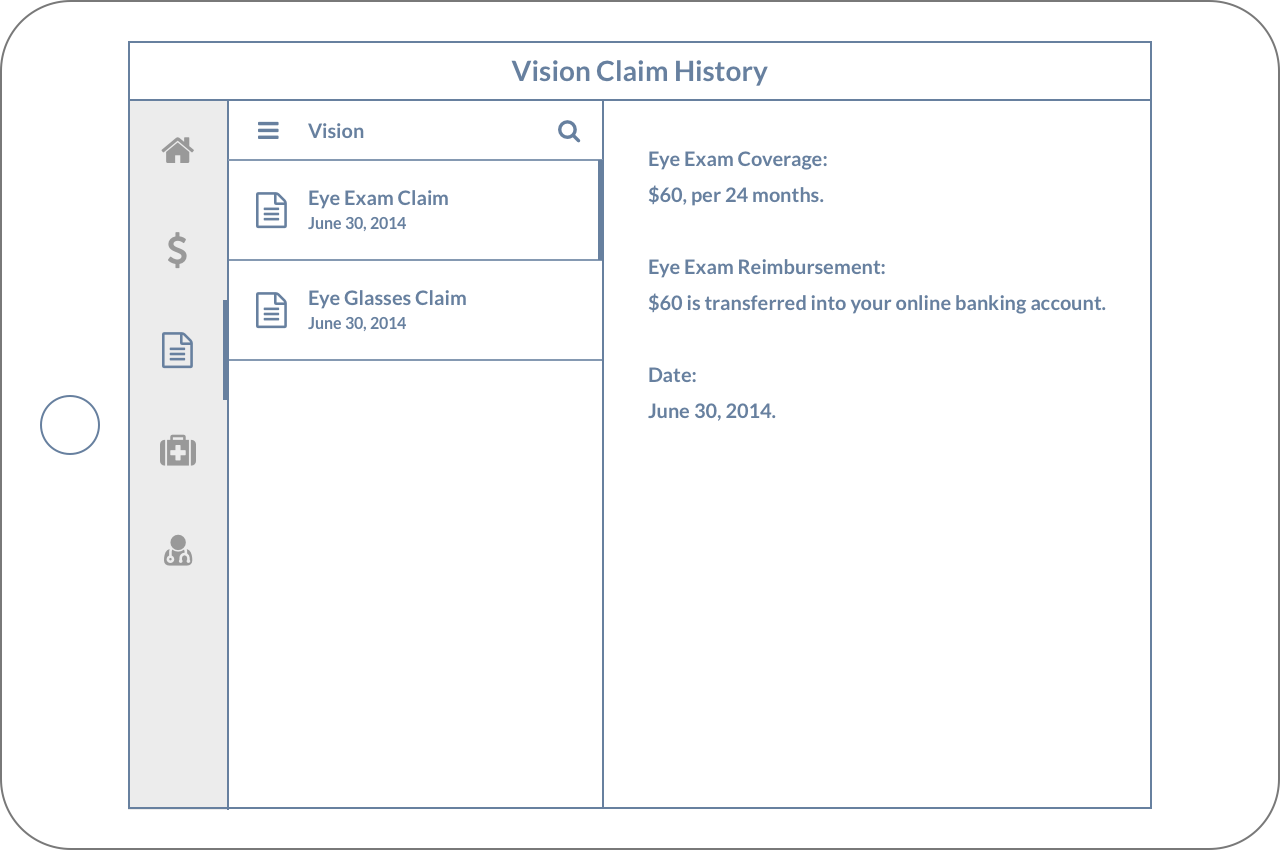 Vision Claim History
Vision
Eye Exam Claim
June 30, 2014
Eye Glasses Claim
June 30, 2014
Eye Exam Coverage:
$60, per 24 months.
Eye Exam Reimbursement:
$60 is transferred into your online banking account.
Date:
June 30, 2014.